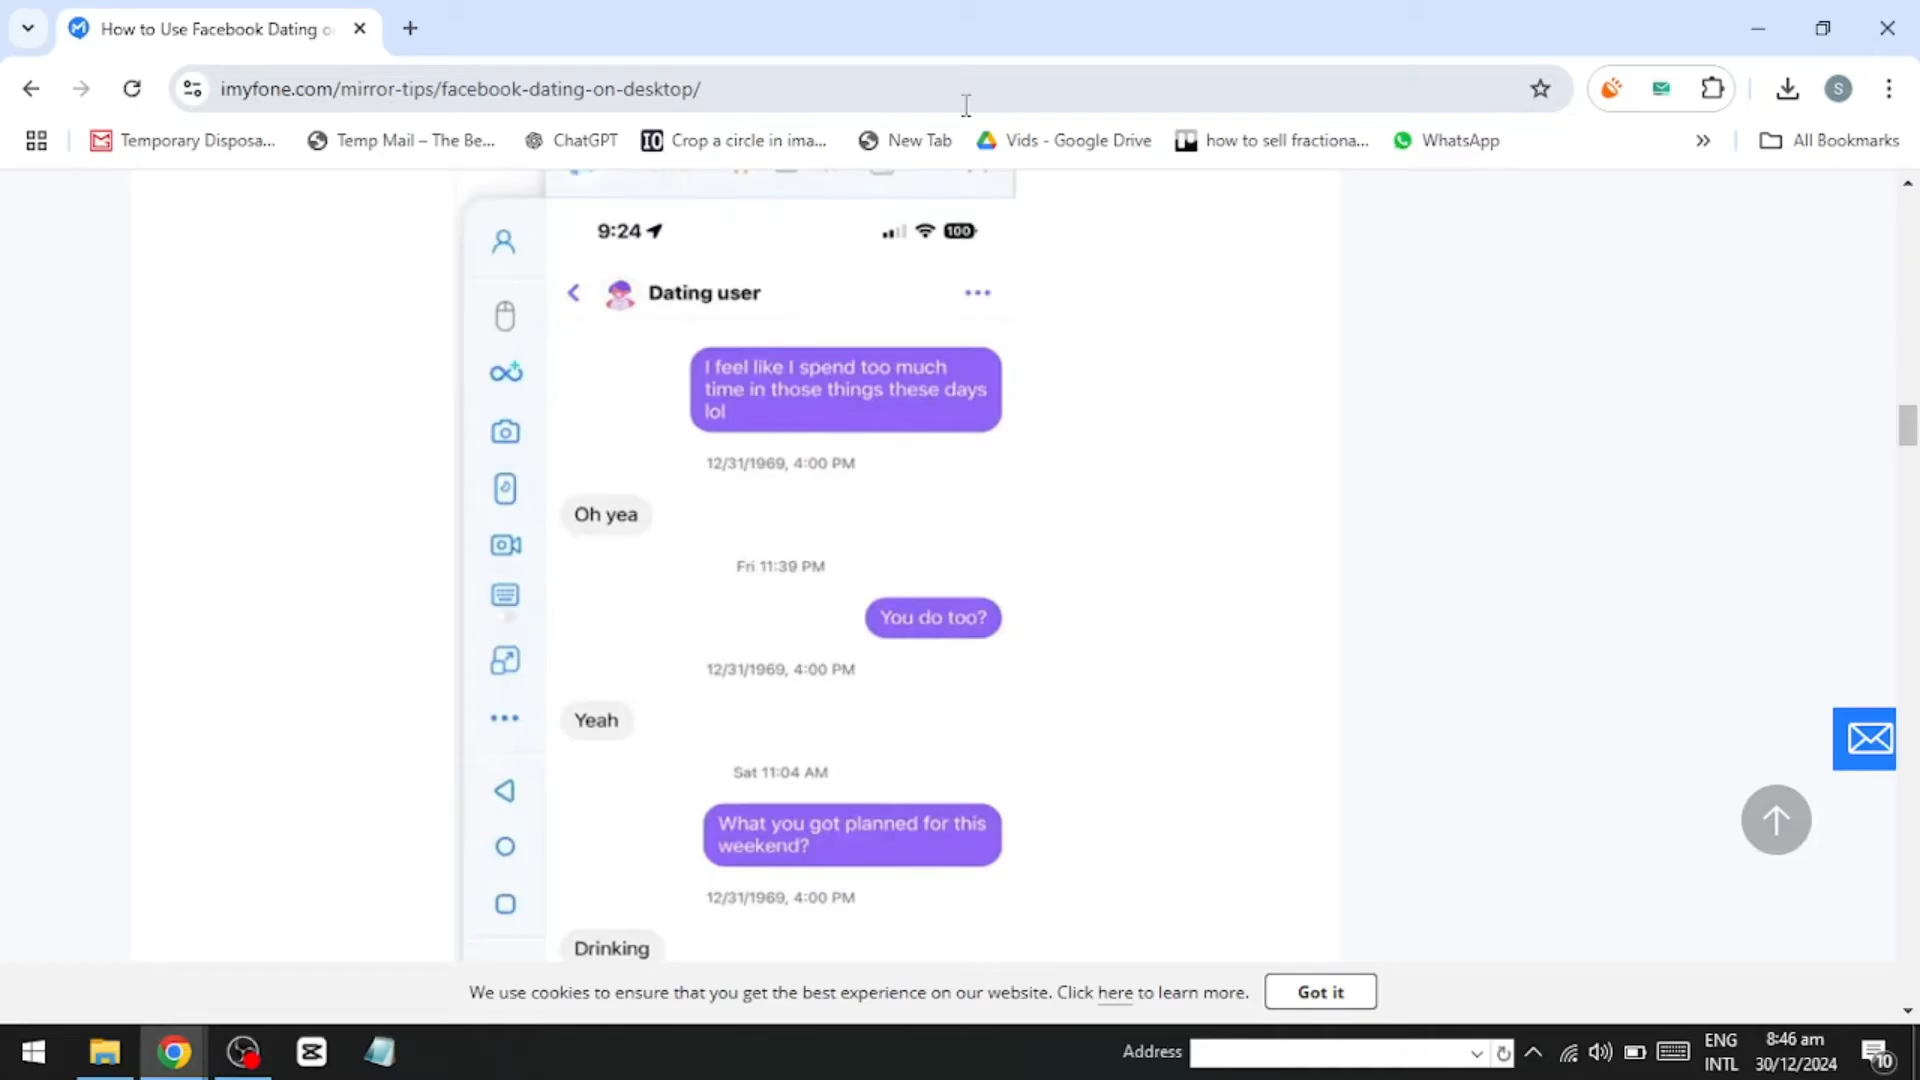 How to Use Facebook Dating o
imyfone.com/mirror-tips/facebook-dating-on-desktop/
S
Temporary Disposa...
Temp Mail – The Be...
ChatGPT
Crop a circle in ima...
New Tab
Vids - Google Drive
how to sell fractiona...
WhatsApp
All Bookmarks
9:24
100
Dating user
I feel like I spend too much
time in those things these days
lol
12/31/1969, 4:00 PM
Oh yea
Fri 11:39 PM
You do too?
12/31/1969, 4:00 PM
Yeah
Sat 11:04 AM
What you got planned for this
weekend?
12/31/1969, 4:00 PM
Drinking
We use cookies to ensure that you get the best experience on our website. Click here to learn more.
Got it
Address
ENG
INTL
8:46 am
30/12/2024
10